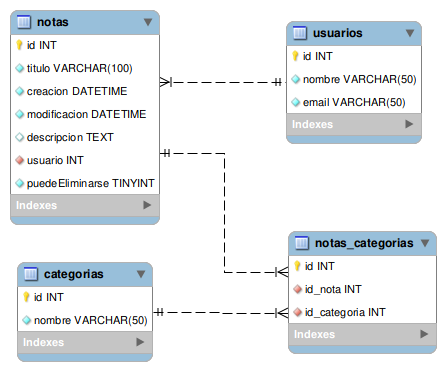 notas
id INT
titulo VARCHAR(100)
creacion DATETIME
modificacion DATETIME
descripcion TEXT
usuario INT
puedeEliminarse TINYINT
Indexes
usuarios
id INT
nombre VARCHAR(50)
email VARCHAR(50)
Indexes
categorias
id INT
nombre VARCHAR(50)
Indexes
notas_categorias
id INT
id_nota INT
id_categoria INT
Indexes